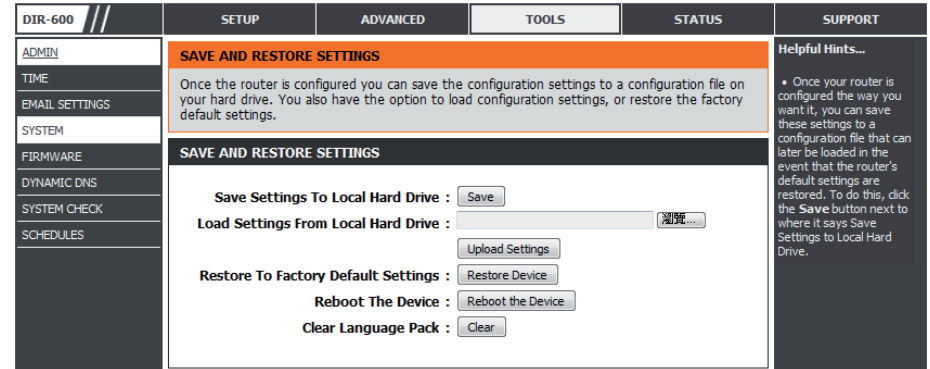 DIR-600
SETUP
ADVANCED
TOOLS
STATUS
SUPPORT
ADMIN
TIME
EMAIL SETTINGS
SYSTEM
FIRMWARE
DYNAMIC DNS
SYSTEM CHECK
SCHEDULES
SAVE AND RESTORE SETTINGS
Once the router is configured you can save the configuration settings to a configuration file on
your hard drive. You also have the option to load configuration settings, or restore the factory
default settings.
SAVE AND RESTORE SETTINGS
Save Settings To Local Hard Drive : Save
Load Settings From Local Hard Drive : 瀏覽...
Upload Settings
Restore To Factory Default Settings : Restore Device
Reboot The Device : Reboot the Device
Clear Language Pack : Clear
Helpful Hints...
• Once your router is
configured the way you
want it, you can save
these settings to a
configuration file that can
later be loaded in the
event that the router's
default settings are
restored. To do this, click
the Save button next to
where it says Save
Settings to Local Hard
Drive.